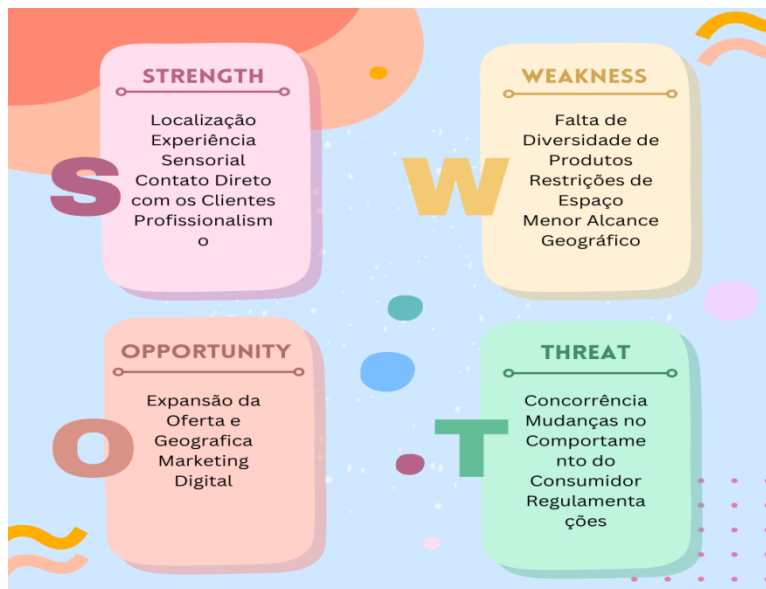 STRENGTH
Localização
Experiência
Sensorial
Contato Direto
com os Clientes
Profissionalism
o
S
WEAKNESS
Falta de
Diversidade de
Produtos
Restrições de
Espaço
Menor Alcance
Geográfico
W
OPPORTUNITY
Expansão da
Oferta e
Geografica
Marketing
Digital
O
THREAT
Concorrência
Mudanças no
Comportame
nto do
Consumidor
Regulamenta
ções
T